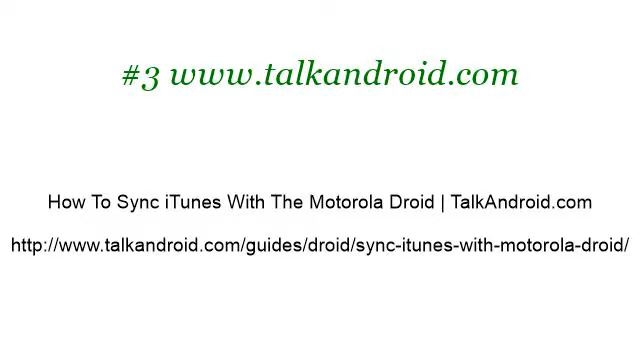 #3 www.talkandroid.com
How To Sync iTunes With The Motorola Droid | TalkAndroid.com
http://www.talkandroid.com/guides/droid/sync-itunes-with-motorola-droid/